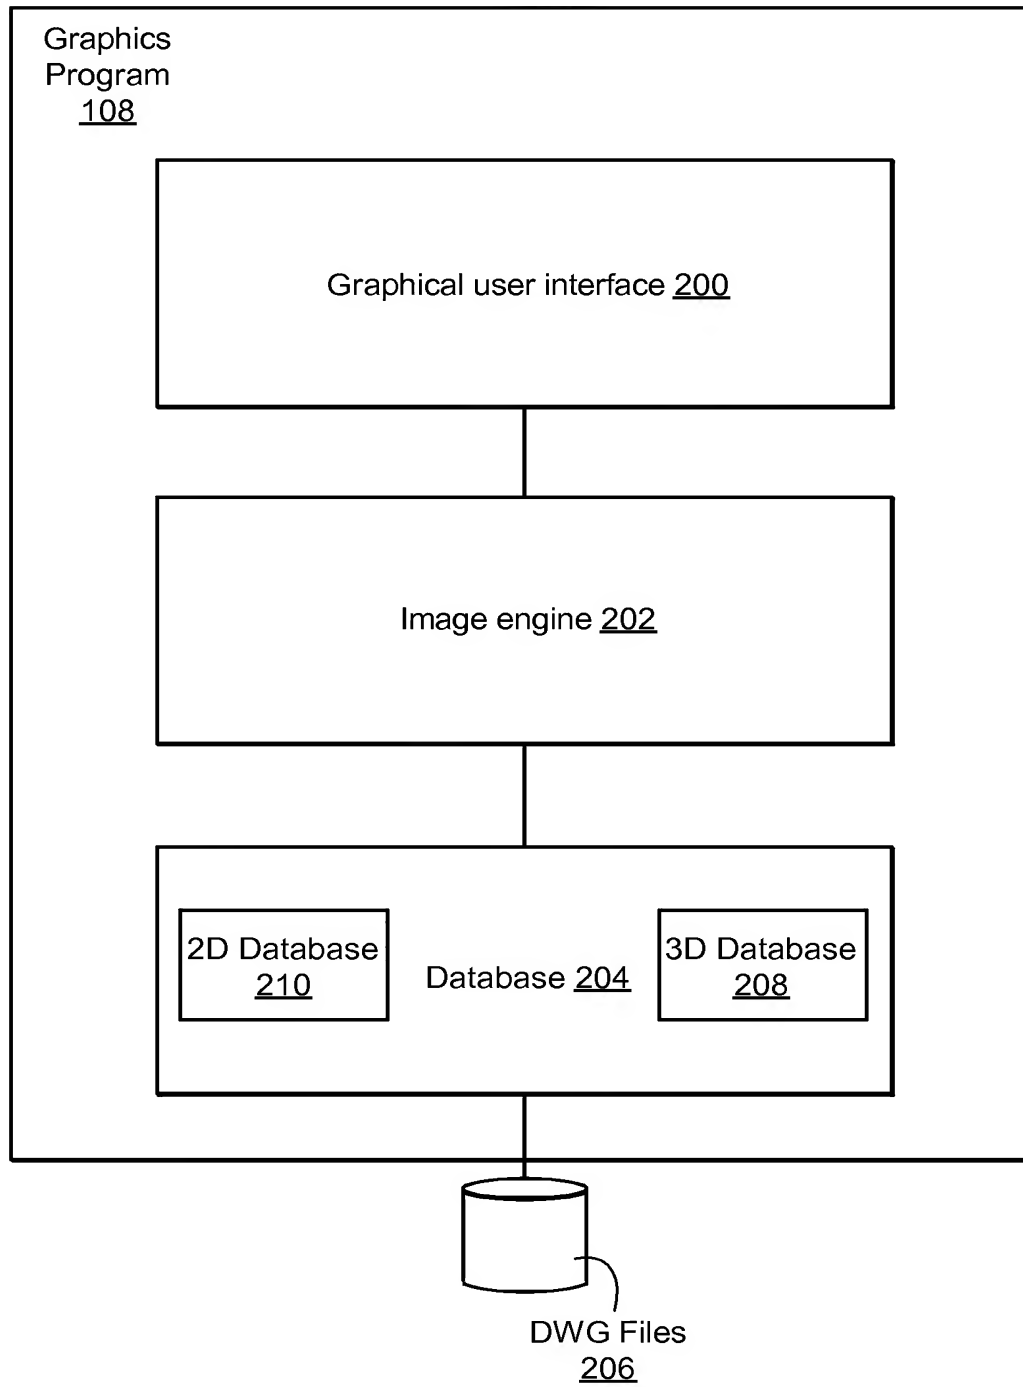 Graphics
Program
108
Graphical user interface 200
Image engine 202
2D Database
210
Database 204
3D Database
208
DWG Files
206